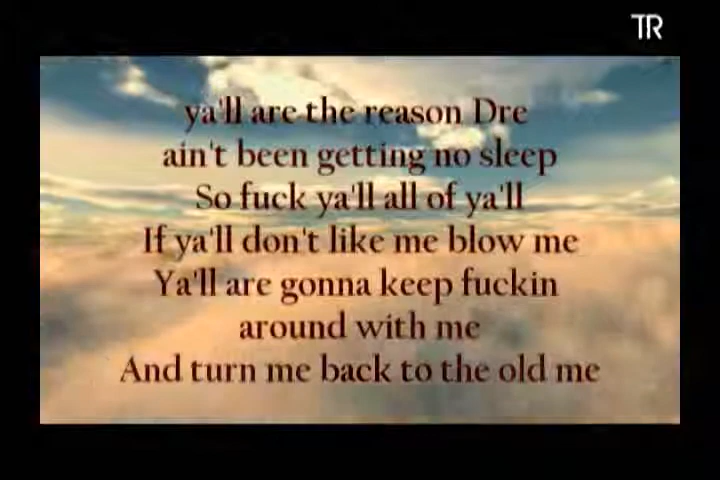 TR
ya'll are the reason Dre
ain't been getting no sleep
So fuck ya'll all of ya'll
If ya'll don't like me blow me
Ya'll are gonna keep fuckin
around with me
And turn me back to the old me